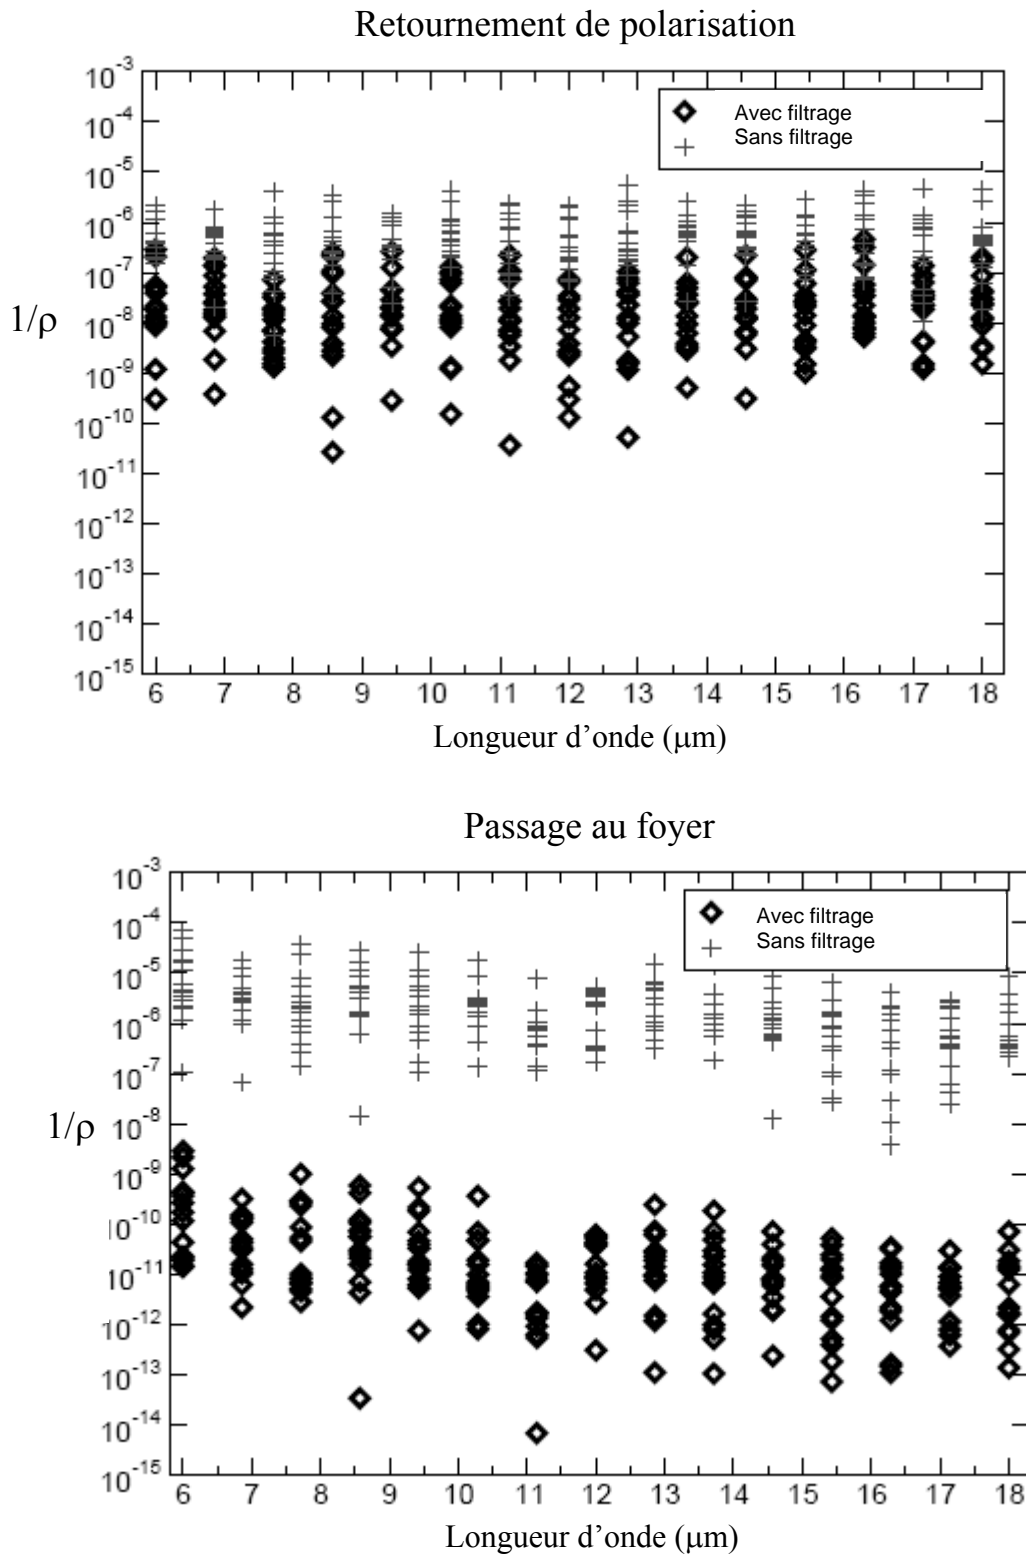 Retournement de polarisation
10-3
10-4
10-5
10-6
10-7
10-8
10-9
10-10
10-11
10-12
10-13
10-14
10-15
1/ρ
Avec filtrage
Sans filtrage
6 7 8 9 10 11 12 13 14 15 16 17 18
Longueur d’onde (μm)
Passage au foyer
10-3
10-4
10-5
10-6
10-7
10-8
10-9
10-10
10-11
10-12
10-13
10-14
10-15
1/ρ
Avec filtrage
Sans filtrage
6 7 8 9 10 11 12 13 14 15 16 17 18
Longueur d’onde (μm)